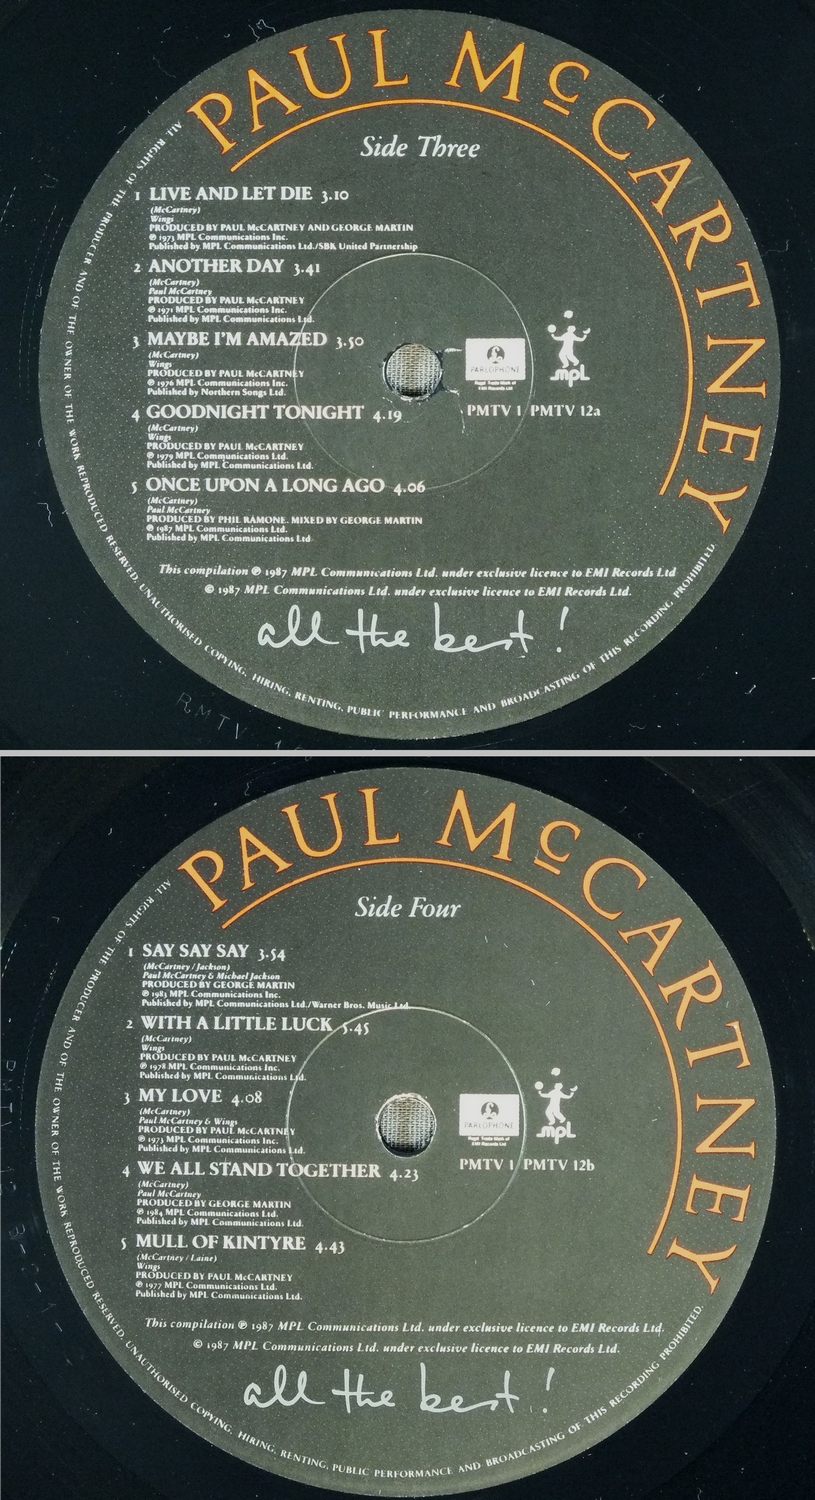 PAUL McCARTNEY
Side Three
1 LIVE AND LET DIE 3.10
(McCartney)
Wings
PRODUCED BY PAUL McCARTNEY AND GEORGE MARTIN
℗ 1973 MPL Communications Inc.
Published by MPL Communications Ltd./SBK United Partnership
2 ANOTHER DAY 3.41
(McCartney)
Paul McCartney
PRODUCED BY PAUL McCARTNEY
℗ 1971 MPL Communications Inc.
Published by MPL Communications Ltd.
3 MAYBE I'M AMAZED 3.50
(McCartney)
Wings
PRODUCED BY PAUL McCARTNEY
℗ 1976 MPL Communications Inc.
Published by Northern Songs Ltd.
4 GOODNIGHT TONIGHT 4.19
(McCartney)
Wings
PRODUCED BY PAUL McCARTNEY
℗ 1979 MPL Communications Inc.
Published by MPL Communications Ltd.
5 ONCE UPON A LONG AGO 4.06
(McCartney)
Paul McCartney
PRODUCED BY PHIL RAMONE. MIXED BY GEORGE MARTIN
℗ 1987 MPL Communications Ltd.
Published by MPL Communications Ltd
PARLOPHONE
Regd. Trade Mark of
EMI Records Ltd
mpL
PMTV 1 PMTV 12a
This compilation ℗ 1987 MPL Communications Ltd. under exclusive licence to EMI Records Ltd
© 1987 MPL Communications Ltd. under exclusive licence to EMI Records Ltd.
all the best!
ALL RIGHTS OF THE PRODUCER AND OF THE OWNER OF THE WORK REPRODUCED RESERVED. UNAUTHORISED COPYING, HIRING, RENTING, PUBLIC PERFORMANCE AND BROADCASTING OF THIS RECORDING PROHIBITED.
PAUL McCARTNEY
Side Four
1 SAY SAY SAY 3.54
(McCartney / Jackson)
Paul McCartney & Michael Jackson
PRODUCED BY GEORGE MARTIN
℗ 1983 MPL Communications Inc.
Published by MPL Communications Ltd./Warner Bros. Music Ltd.
2 WITH A LITTLE LUCK 5.45
(McCartney)
Wings
PRODUCED BY PAUL McCARTNEY
℗ 1978 MPL Communications Inc.
Published by MPL Communications Ltd.
3 MY LOVE 4.08
(McCartney)
Paul McCartney & Wings
PRODUCED BY PAUL McCARTNEY
℗ 1973 MPL Communications Inc.
Published by MPL Communications Ltd.
4 WE ALL STAND TOGETHER 4.23
(McCartney)
Paul McCartney
PRODUCED BY GEORGE MARTIN
℗ 1984 MPL Communications Ltd.
Published by MPL Communications Ltd.
5 MULL OF KINTYRE 4.43
(McCartney / Laine)
Wings
PRODUCED BY PAUL McCARTNEY
℗ 1977 MPL Communications Ltd.
Published by MPL Communications Ltd.
PARLOPHONE
Regd. Trade Mark of
EMI Records Ltd
mpL
PMTV 1 PMTV 12b
This compilation ℗ 1987 MPL Communications Ltd. under exclusive licence to EMI Records Ltd.
© 1987 MPL Communications Ltd. under exclusive licence to EMI Records Ltd.
all the best!
ALL RIGHTS OF THE PRODUCER AND OF THE OWNER OF THE WORK REPRODUCED RESERVED. UNAUTHORISED COPYING, HIRING, RENTING, PUBLIC PERFORMANCE AND BROADCASTING OF THIS RECORDING PROHIBITED.